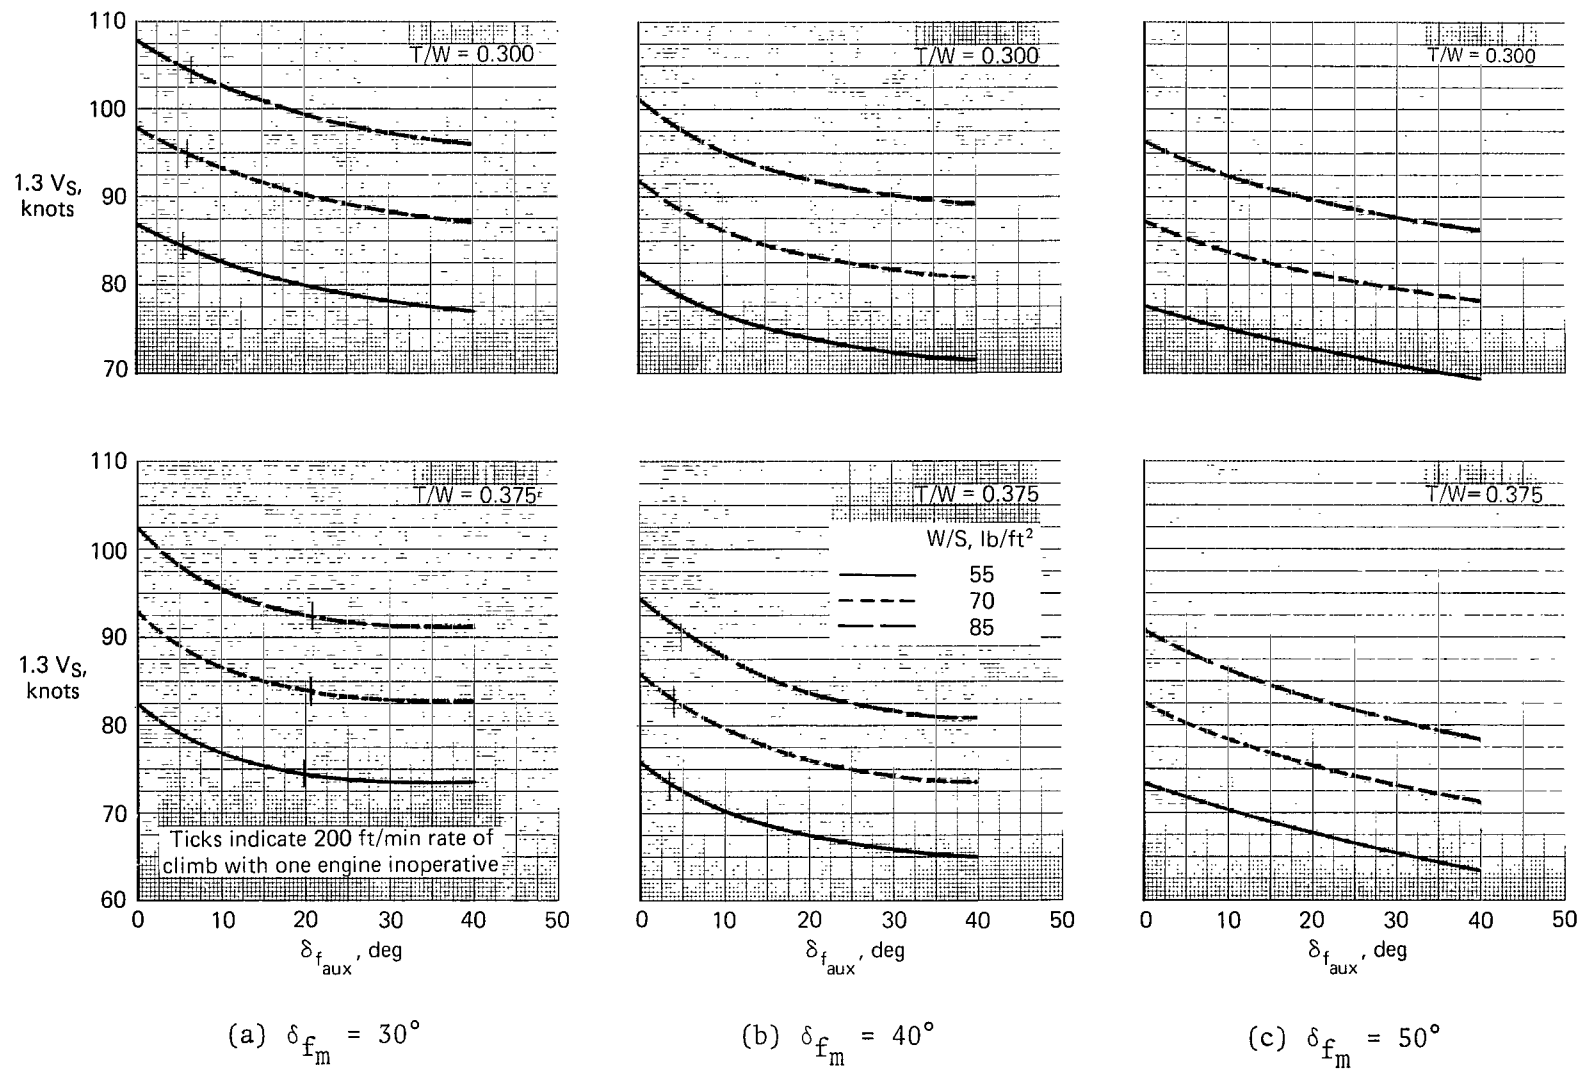 110
100
90
80
70
1.3 V_S,
knots
T/W = 0.300
T/W = 0.300
T/W = 0.300
110
100
90
80
70
60
1.3 V_S,
knots
T/W = 0.375
T/W = 0.375
W/S, lb/ft²
55
70
85
T/W= 0.375
Ticks indicate 200 ft/min rate of
climb with one engine inoperative
0 10 20 30 40 50
0 10 20 30 40 50
0 10 20 30 40 50
δ_f_aux, deg
δ_f_aux, deg
δ_f_aux, deg
(a) δ_f_m = 30°
(b) δ_f_m = 40°
(c) δ_f_m = 50°